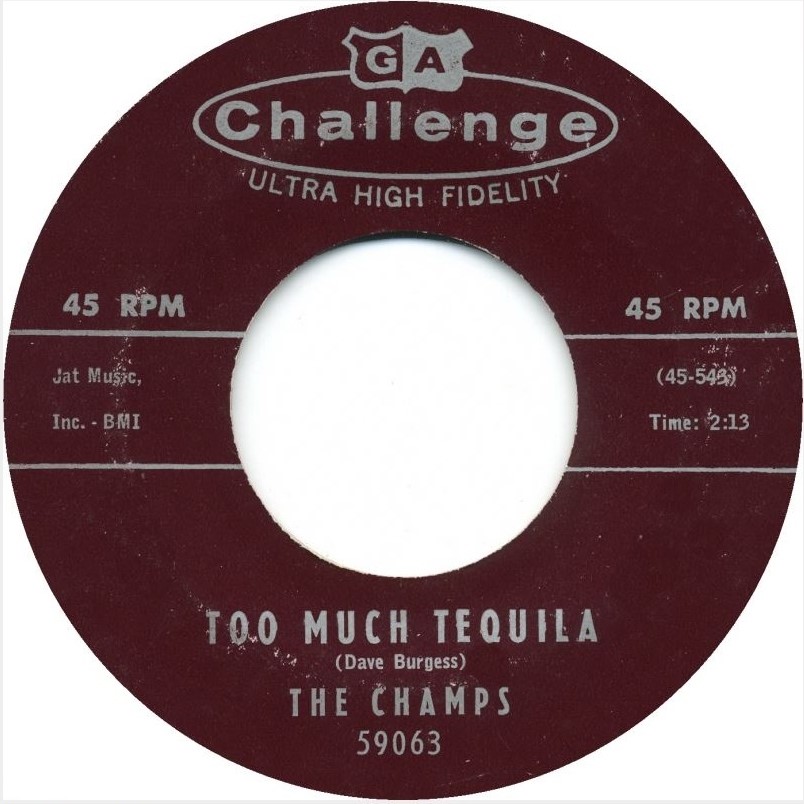 GA
Challenge
ULTRA HIGH FIDELITY
45 RPM
45 RPM
Jat Music,
Inc. - BMI
Time: 2:13
TOO MUCH TEQUILA
(Dave Burgess)
THE CHAMPS
59063